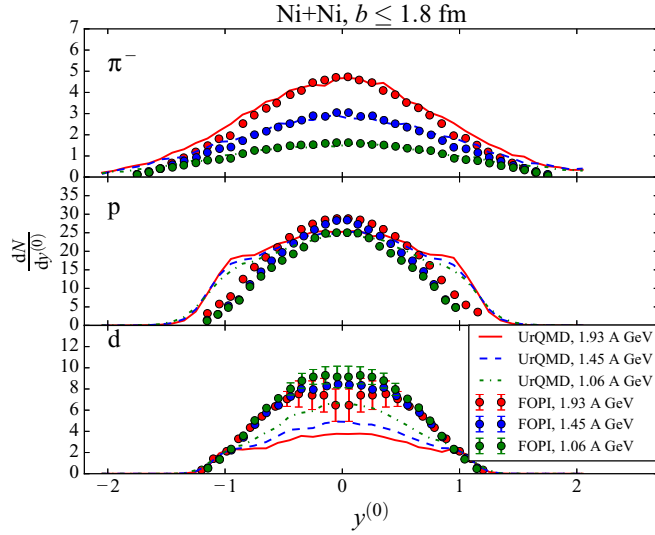 Ni+Ni, b ≤ 1.8 fm
7
6
5
4
3
2
1
0
π⁻
35
30
25
20
15
10
5
0
p
dN
dy⁽⁰⁾
12
10
8
6
4
2
0
d
UrQMD, 1.93 A GeV
UrQMD, 1.45 A GeV
UrQMD, 1.06 A GeV
FOPI, 1.93 A GeV
FOPI, 1.45 A GeV
FOPI, 1.06 A GeV
−2 −1 0 1 2
y⁽⁰⁾